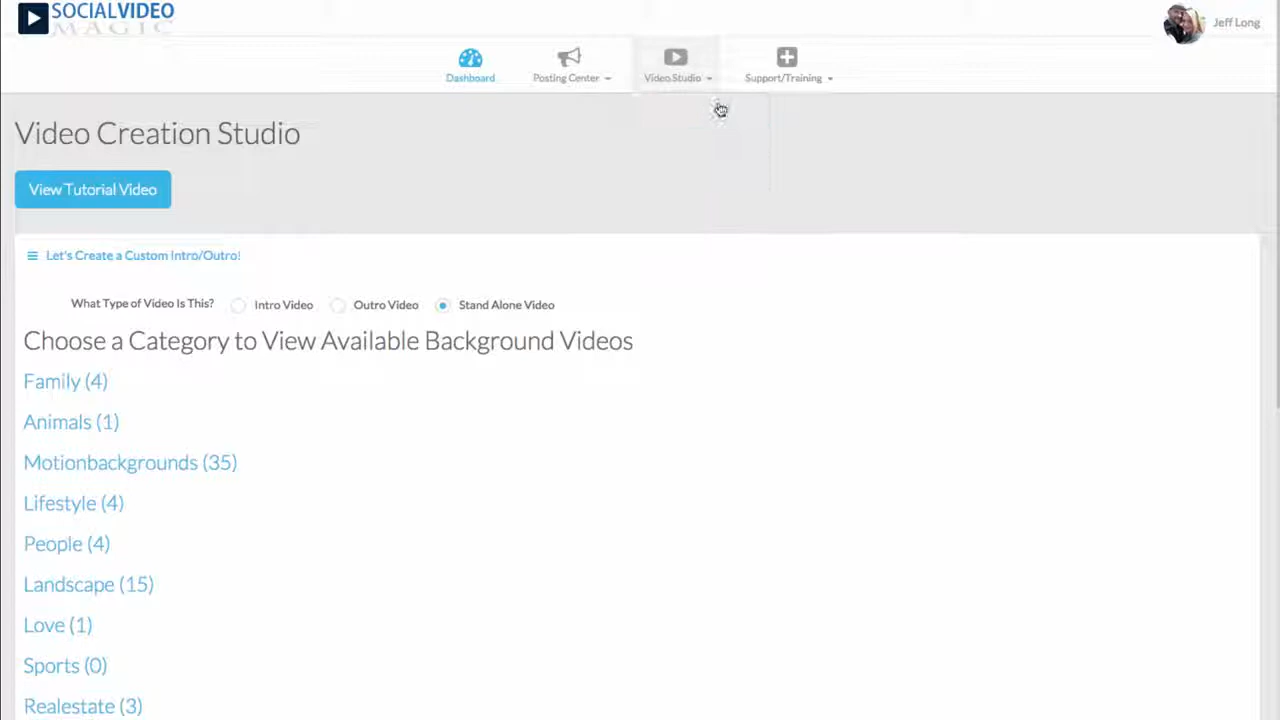 SOCIALVIDEO
MAGIC
Jeff Long
Dashboard
Posting Center
Video Studio
Support/Training
Video Creation Studio
View Tutorial Video
Let's Create a Custom Intro/Outro!
What Type of Video Is This? Intro Video Outro Video Stand Alone Video
Choose a Category to View Available Background Videos
Family (4)
Animals (1)
Motionbackgrounds (35)
Lifestyle (4)
People (4)
Landscape (15)
Love (1)
Sports (0)
Realestate (3)